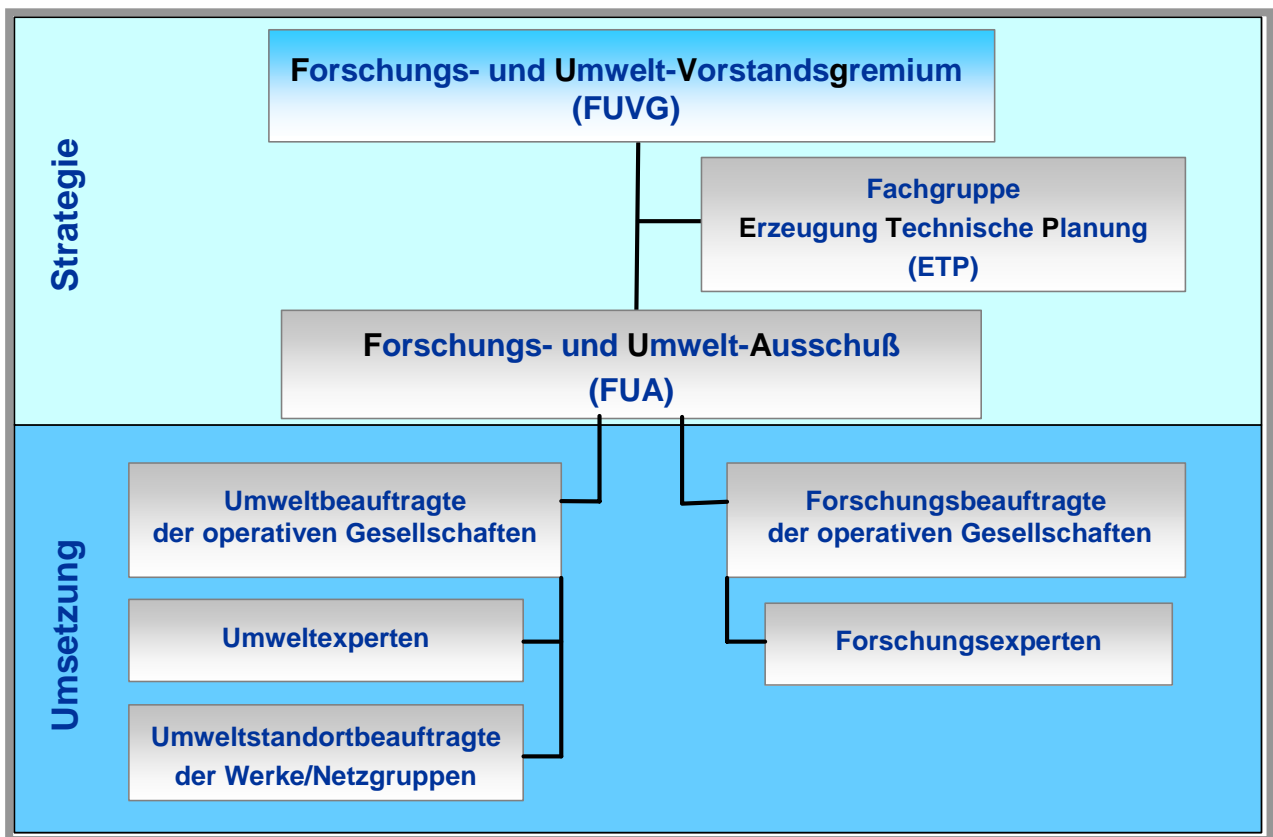 Strategie
Forschungs- und Umwelt-Vorstandsgremium
(FUVG)
Fachgruppe
Erzeugung Technische Planung
(ETP)
Forschungs- und Umwelt-Ausschuß
(FUA)
Umsetzung
Umweltbeauftragte
der operativen Gesellschaften
Forschungsbeauftragte
der operativen Gesellschaften
Umweltexperten
Forschungsexperten
Umweltstandortbeauftragte
der Werke/Netzgruppen